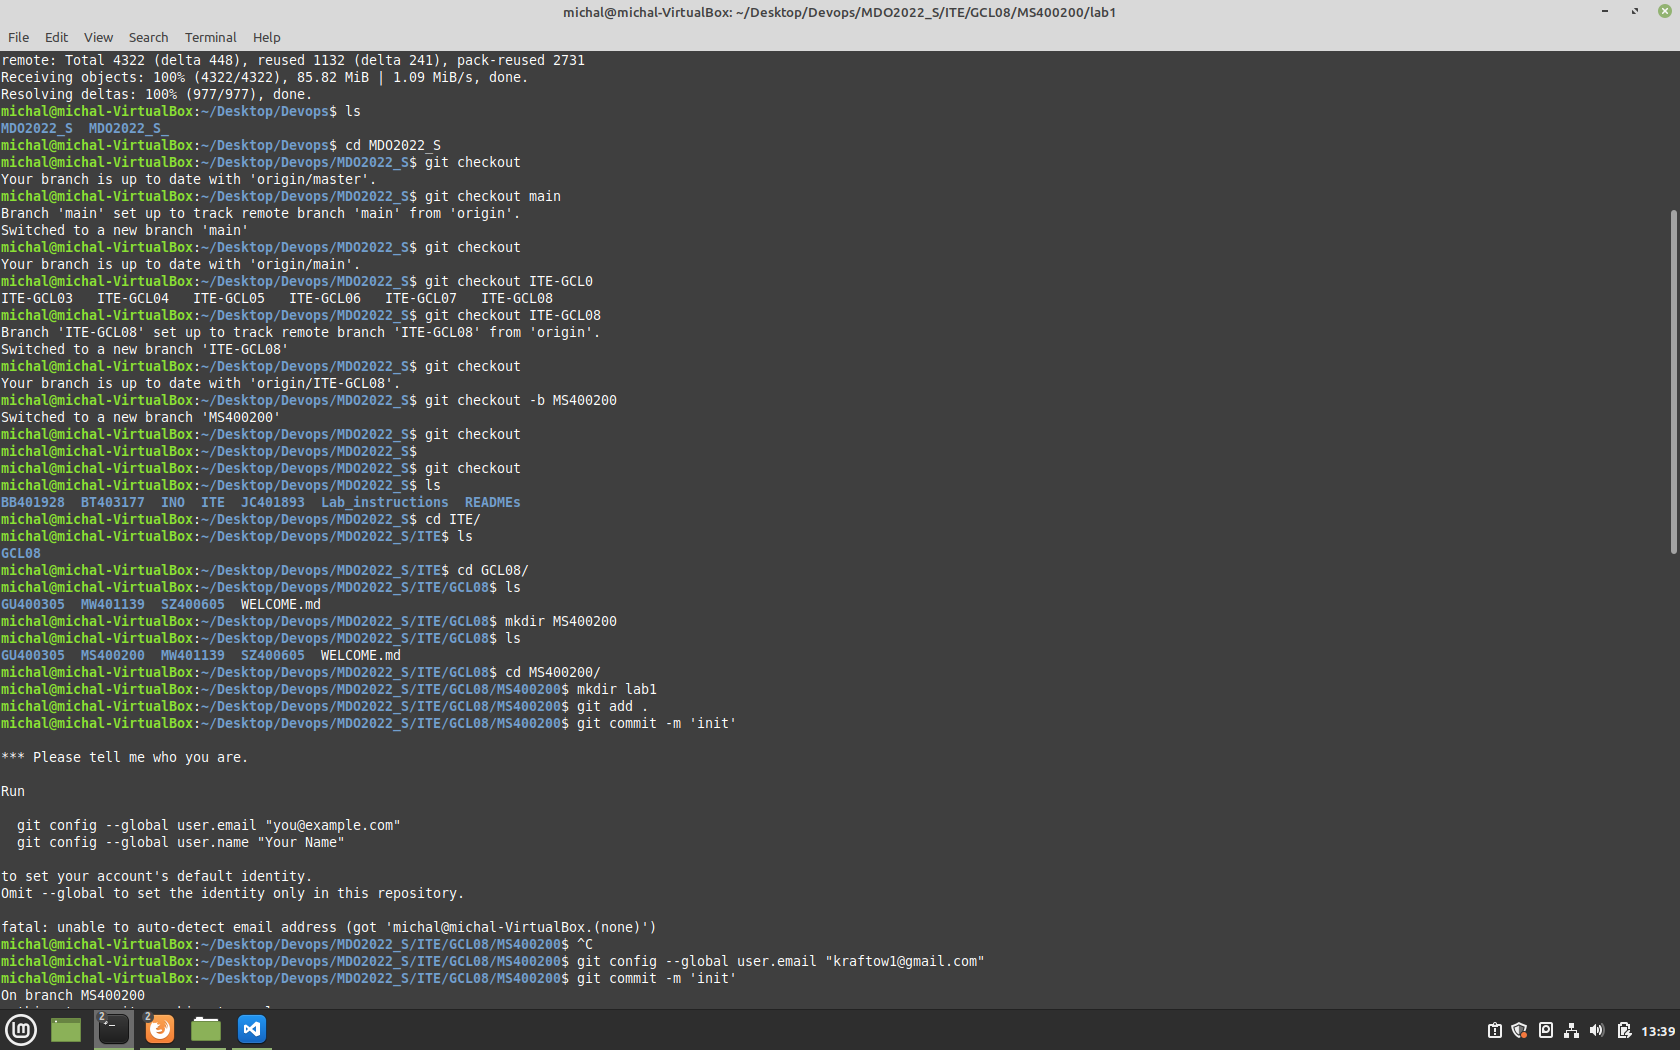 michal@michal-VirtualBox: ~/Desktop/Devops/MDO2022_S/ITE/GCL08/MS400200/lab1
File Edit View Search Terminal Help
remote: Total 4322 (delta 448), reused 1132 (delta 241), pack-reused 2731
Receiving objects: 100% (4322/4322), 85.82 MiB | 1.09 MiB/s, done.
Resolving deltas: 100% (977/977), done.
michal@michal-VirtualBox:~/Desktop/Devops$ ls
MDO2022_S  MDO2022_S_
michal@michal-VirtualBox:~/Desktop/Devops$ cd MDO2022_S
michal@michal-VirtualBox:~/Desktop/Devops/MDO2022_S$ git checkout
Your branch is up to date with 'origin/master'.
michal@michal-VirtualBox:~/Desktop/Devops/MDO2022_S$ git checkout main
Branch 'main' set up to track remote branch 'main' from 'origin'.
Switched to a new branch 'main'
michal@michal-VirtualBox:~/Desktop/Devops/MDO2022_S$ git checkout
Your branch is up to date with 'origin/main'.
michal@michal-VirtualBox:~/Desktop/Devops/MDO2022_S$ git checkout ITE-GCL0
ITE-GCL03   ITE-GCL04   ITE-GCL05   ITE-GCL06   ITE-GCL07   ITE-GCL08
michal@michal-VirtualBox:~/Desktop/Devops/MDO2022_S$ git checkout ITE-GCL08
Branch 'ITE-GCL08' set up to track remote branch 'ITE-GCL08' from 'origin'.
Switched to a new branch 'ITE-GCL08'
michal@michal-VirtualBox:~/Desktop/Devops/MDO2022_S$ git checkout
Your branch is up to date with 'origin/ITE-GCL08'.
michal@michal-VirtualBox:~/Desktop/Devops/MDO2022_S$ git checkout -b MS400200
Switched to a new branch 'MS400200'
michal@michal-VirtualBox:~/Desktop/Devops/MDO2022_S$ git checkout
michal@michal-VirtualBox:~/Desktop/Devops/MDO2022_S$
michal@michal-VirtualBox:~/Desktop/Devops/MDO2022_S$ git checkout
michal@michal-VirtualBox:~/Desktop/Devops/MDO2022_S$ ls
BB401928  BT403177  INO  ITE  JC401893  Lab_instructions  READMEs
michal@michal-VirtualBox:~/Desktop/Devops/MDO2022_S$ cd ITE/
michal@michal-VirtualBox:~/Desktop/Devops/MDO2022_S/ITE$ ls
GCL08
michal@michal-VirtualBox:~/Desktop/Devops/MDO2022_S/ITE$ cd GCL08/
michal@michal-VirtualBox:~/Desktop/Devops/MDO2022_S/ITE/GCL08$ ls
GU400305  MW401139  SZ400605  WELCOME.md
michal@michal-VirtualBox:~/Desktop/Devops/MDO2022_S/ITE/GCL08$ mkdir MS400200
michal@michal-VirtualBox:~/Desktop/Devops/MDO2022_S/ITE/GCL08$ ls
GU400305  MS400200  MW401139  SZ400605  WELCOME.md
michal@michal-VirtualBox:~/Desktop/Devops/MDO2022_S/ITE/GCL08$ cd MS400200/
michal@michal-VirtualBox:~/Desktop/Devops/MDO2022_S/ITE/GCL08/MS400200$ mkdir lab1
michal@michal-VirtualBox:~/Desktop/Devops/MDO2022_S/ITE/GCL08/MS400200$ git add .
michal@michal-VirtualBox:~/Desktop/Devops/MDO2022_S/ITE/GCL08/MS400200$ git commit -m 'init'
*** Please tell me who you are.
Run
  git config --global user.email "you@example.com"
  git config --global user.name "Your Name"
to set your account's default identity.
Omit --global to set the identity only in this repository.
fatal: unable to auto-detect email address (got 'michal@michal-VirtualBox.(none)')
michal@michal-VirtualBox:~/Desktop/Devops/MDO2022_S/ITE/GCL08/MS400200$ ^C
michal@michal-VirtualBox:~/Desktop/Devops/MDO2022_S/ITE/GCL08/MS400200$ git config --global user.email "kraftow1@gmail.com"
michal@michal-VirtualBox:~/Desktop/Devops/MDO2022_S/ITE/GCL08/MS400200$ git commit -m 'init'
On branch MS400200
2 2 13:39